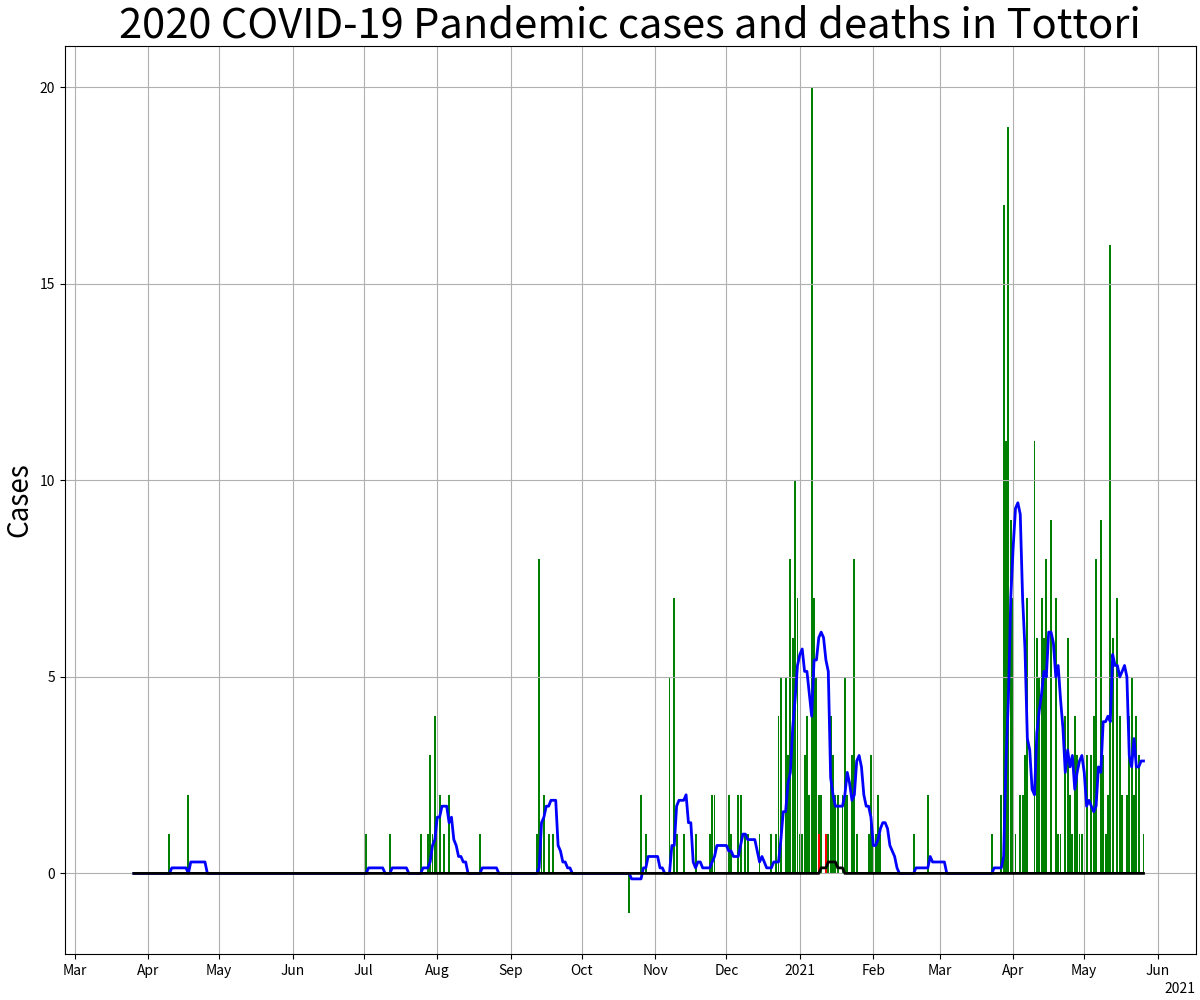 2020 COVID-19 Pandemic cases and deaths in Tottori
Cases
20
15
10
5
0
Mar Apr May Jun Jul Aug Sep Oct Nov Dec 2021 Feb Mar Apr May Jun
2021